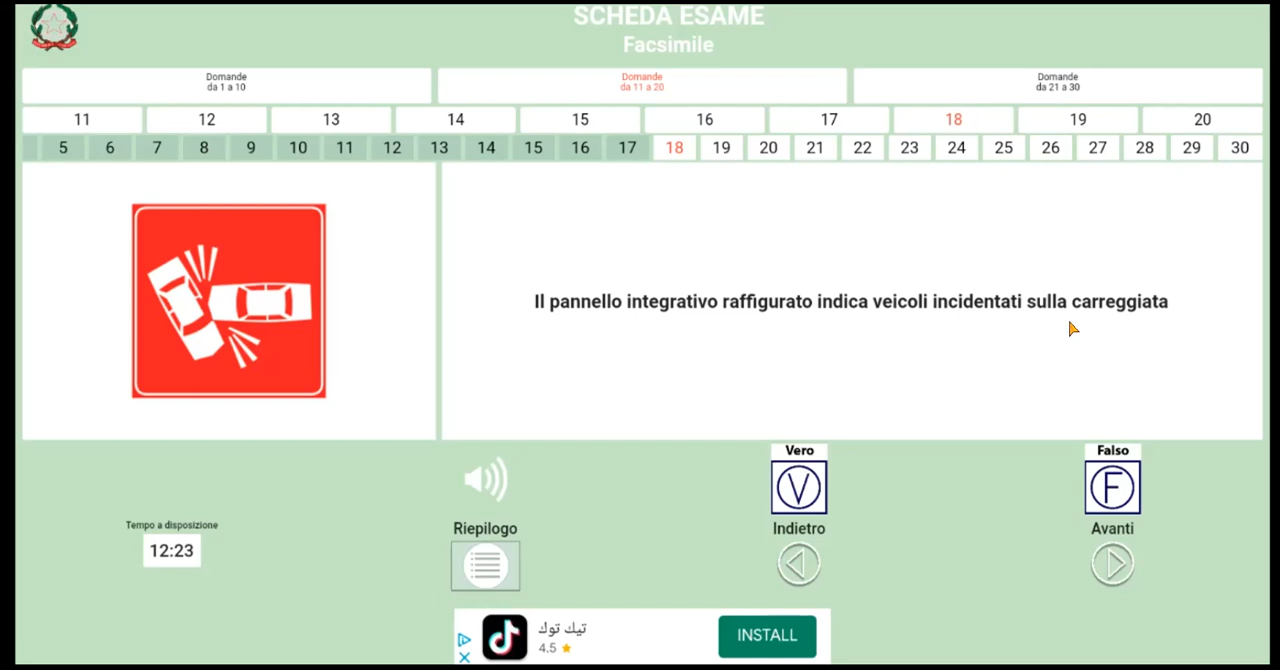 SCHEDA ESAME
Facsimile
Domande
da 1 a 10
Domande
da 11 a 20
Domande
da 21 a 30
11 12 13 14 15 16 17 18 19 20
5 6 7 8 9 10 11 12 13 14 15 16 17 18 19 20 21 22 23 24 25 26 27 28 29 30
Il pannello integrativo raffigurato indica veicoli incidentati sulla carreggiata
Vero
V
Falso
F
Tempo a disposizione
12:23
Riepilogo
Indietro
Avanti
تيك توك
4.5
INSTALL